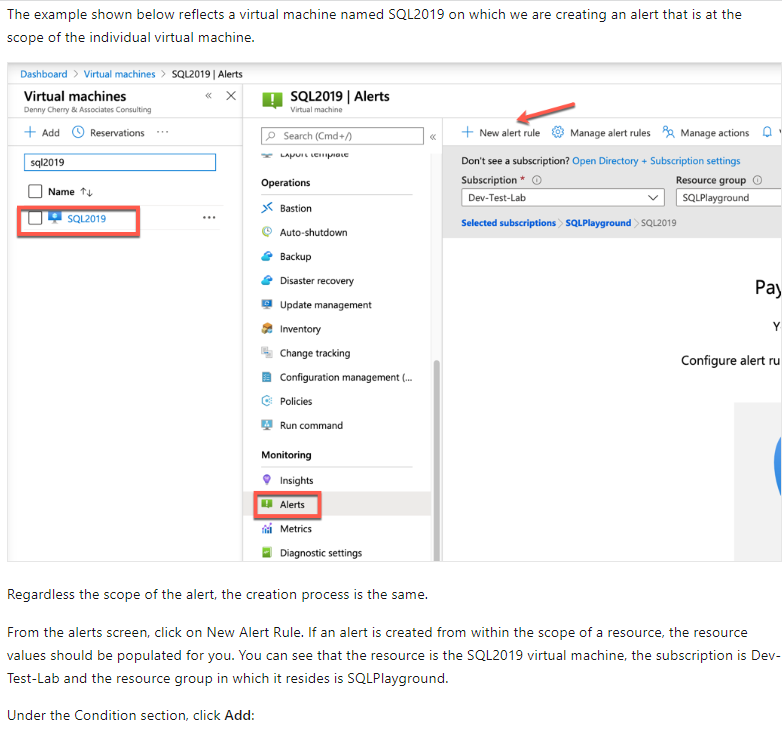 The example shown below reflects a virtual machine named SQL2019 on which we are creating an alert that is at the
scope of the individual virtual machine.
Dashboard > Virtual machines > SQL2019 | Alerts
Virtual machines
Denny Cherry & Associates Consulting
+ Add Reservations ...
sql2019
Name ↑↓
SQL2019 ...
SQL2019 | Alerts
Virtual machine
Search (Cmd+/)
Export template
Operations
Bastion
Auto-shutdown
Backup
Disaster recovery
Update management
Inventory
Change tracking
Configuration management (...
Policies
Run command
Monitoring
Insights
Alerts
Metrics
Diagnostic settings
+ New alert rule Manage alert rules Manage actions
Don't see a subscription? Open Directory + Subscription settings
Subscription * Resource group
Dev-Test-Lab SQLPlayground
Selected subscriptions > SQLPlayground > SQL2019
Pay
Y
Configure alert ru
Regardless the scope of the alert, the creation process is the same.
From the alerts screen, click on New Alert Rule. If an alert is created from within the scope of a resource, the resource
values should be populated for you. You can see that the resource is the SQL2019 virtual machine, the subscription is Dev-
Test-Lab and the resource group in which it resides is SQLPlayground.
Under the Condition section, click Add: